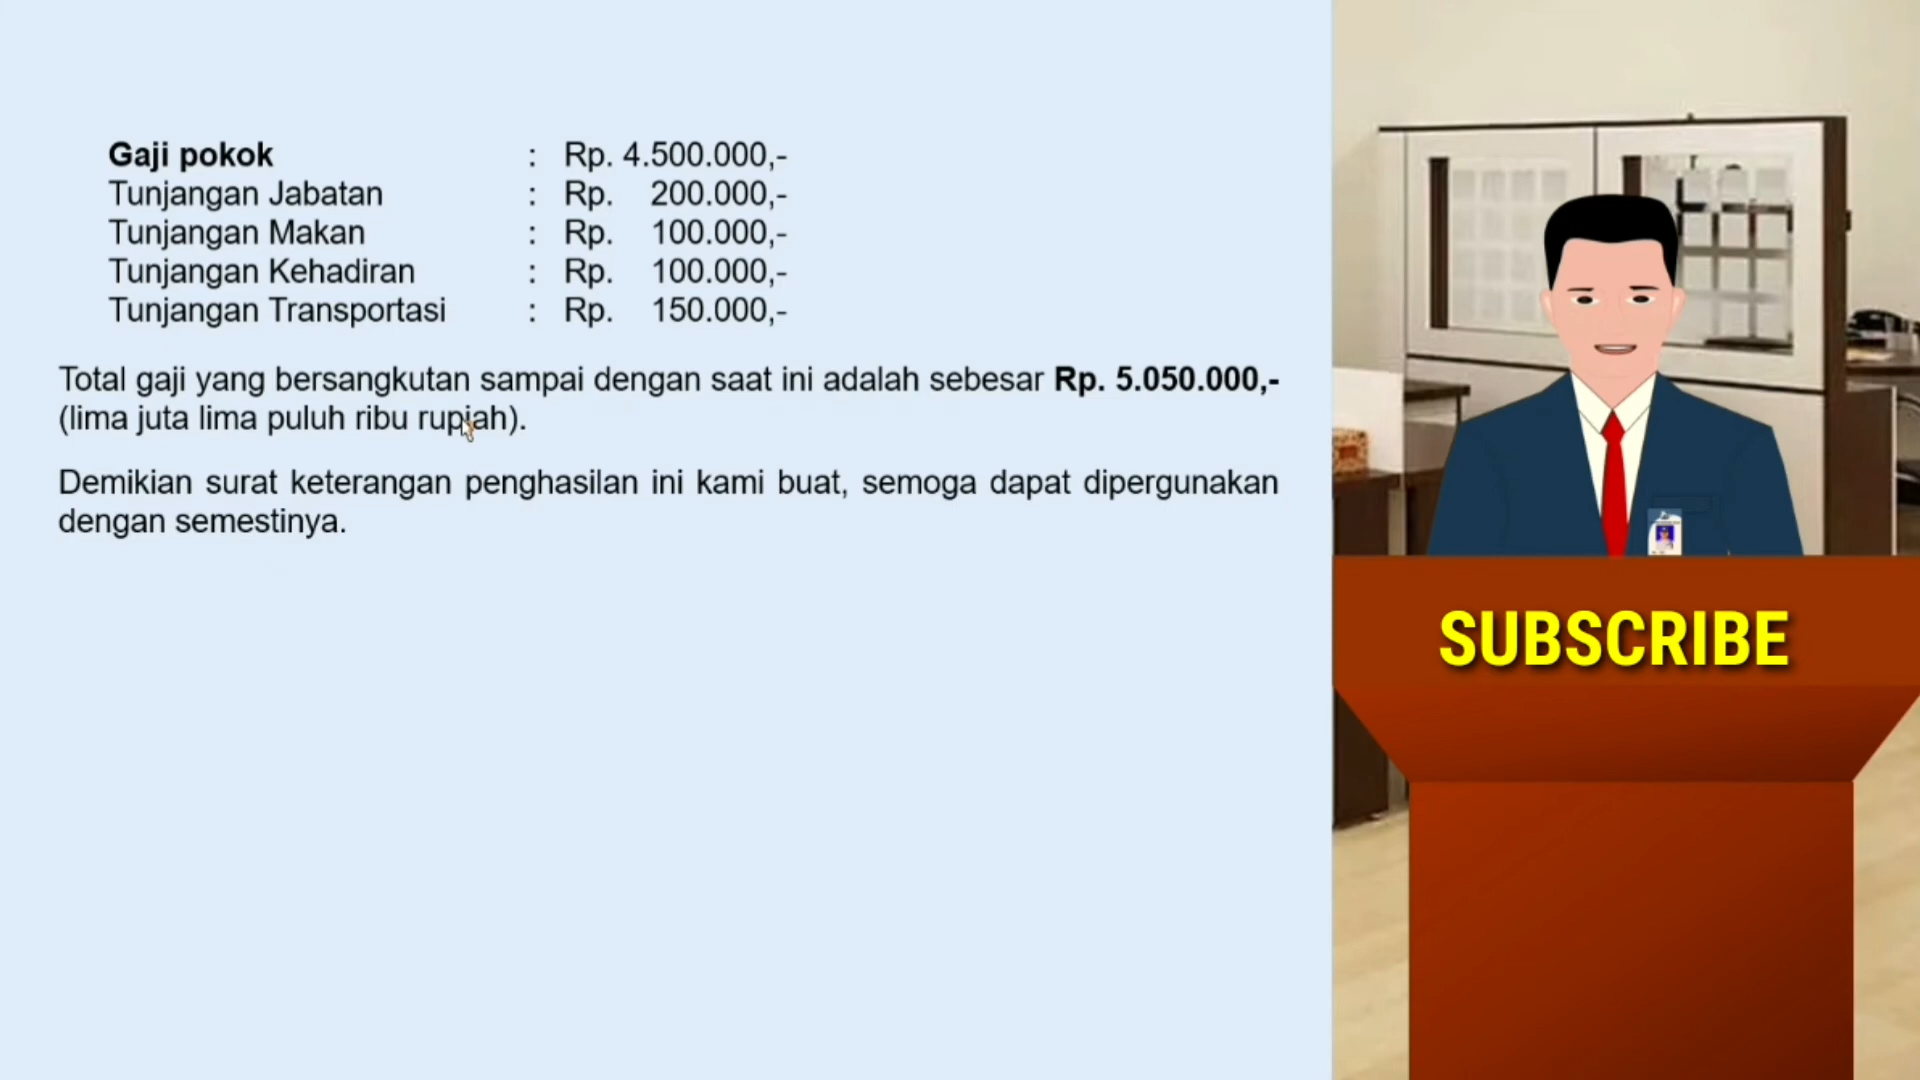 Gaji pokok : Rp. 4.500.000,-
Tunjangan Jabatan : Rp. 200.000,-
Tunjangan Makan : Rp. 100.000,-
Tunjangan Kehadiran : Rp. 100.000,-
Tunjangan Transportasi : Rp. 150.000,-
Total gaji yang bersangkutan sampai dengan saat ini adalah sebesar Rp. 5.050.000,-
(lima juta lima puluh ribu rupiah).
Demikian surat keterangan penghasilan ini kami buat, semoga dapat dipergunakan
dengan semestinya.
SUBSCRIBE